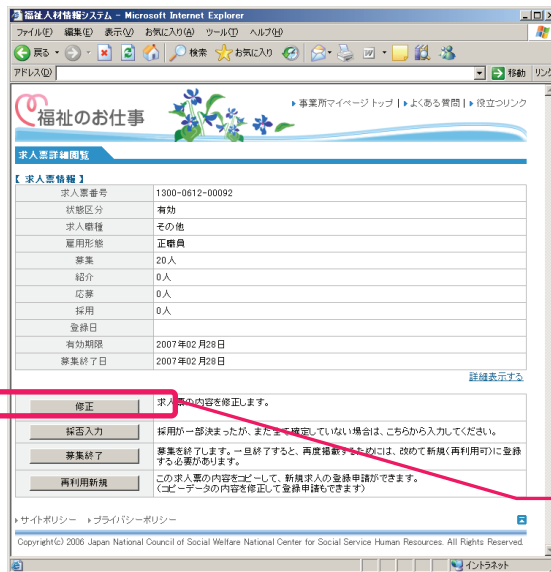 福祉人材情報システム - Microsoft Internet Explorer
ファイル(F) 編集(E) 表示(V) お気に入り(A) ツール(T) ヘルプ(H)
戻る 検索 お気に入り
アドレス(D) 移動 リンク
福祉のお仕事
事業所マイページトップ | よくある質問 | 役立つリンク
求人票詳細閲覧
【 求人票情報 】
求人票番号 1300-0612-00092
状態区分 有効
求人職種 その他
雇用形態 正職員
募集 20人
紹介 0人
応募 0人
採用 0人
登録日
有効期限 2007年02月28日
募集終了日 2007年02月28日
詳細表示する
修正 求人票の内容を修正します。
採否入力 採用が一部決まったが、まだ全て確定していない場合は、こちらから入力してください。
募集終了 募集を終了します。一旦終了すると、再度掲載するためには、改めて新規(再利用可)に登録
する必要があります。
再利用新規 この求人票の内容をコピーして、新規求人の登録申請ができます。
(コピーデータの内容を修正して登録申請もできます)
サイトポリシー プライバシーポリシー
Copyright(c) 2006 Japan National Council of Social Welfare National Center for Social Service Human Resources. All Rights Reserved.
イントラネット